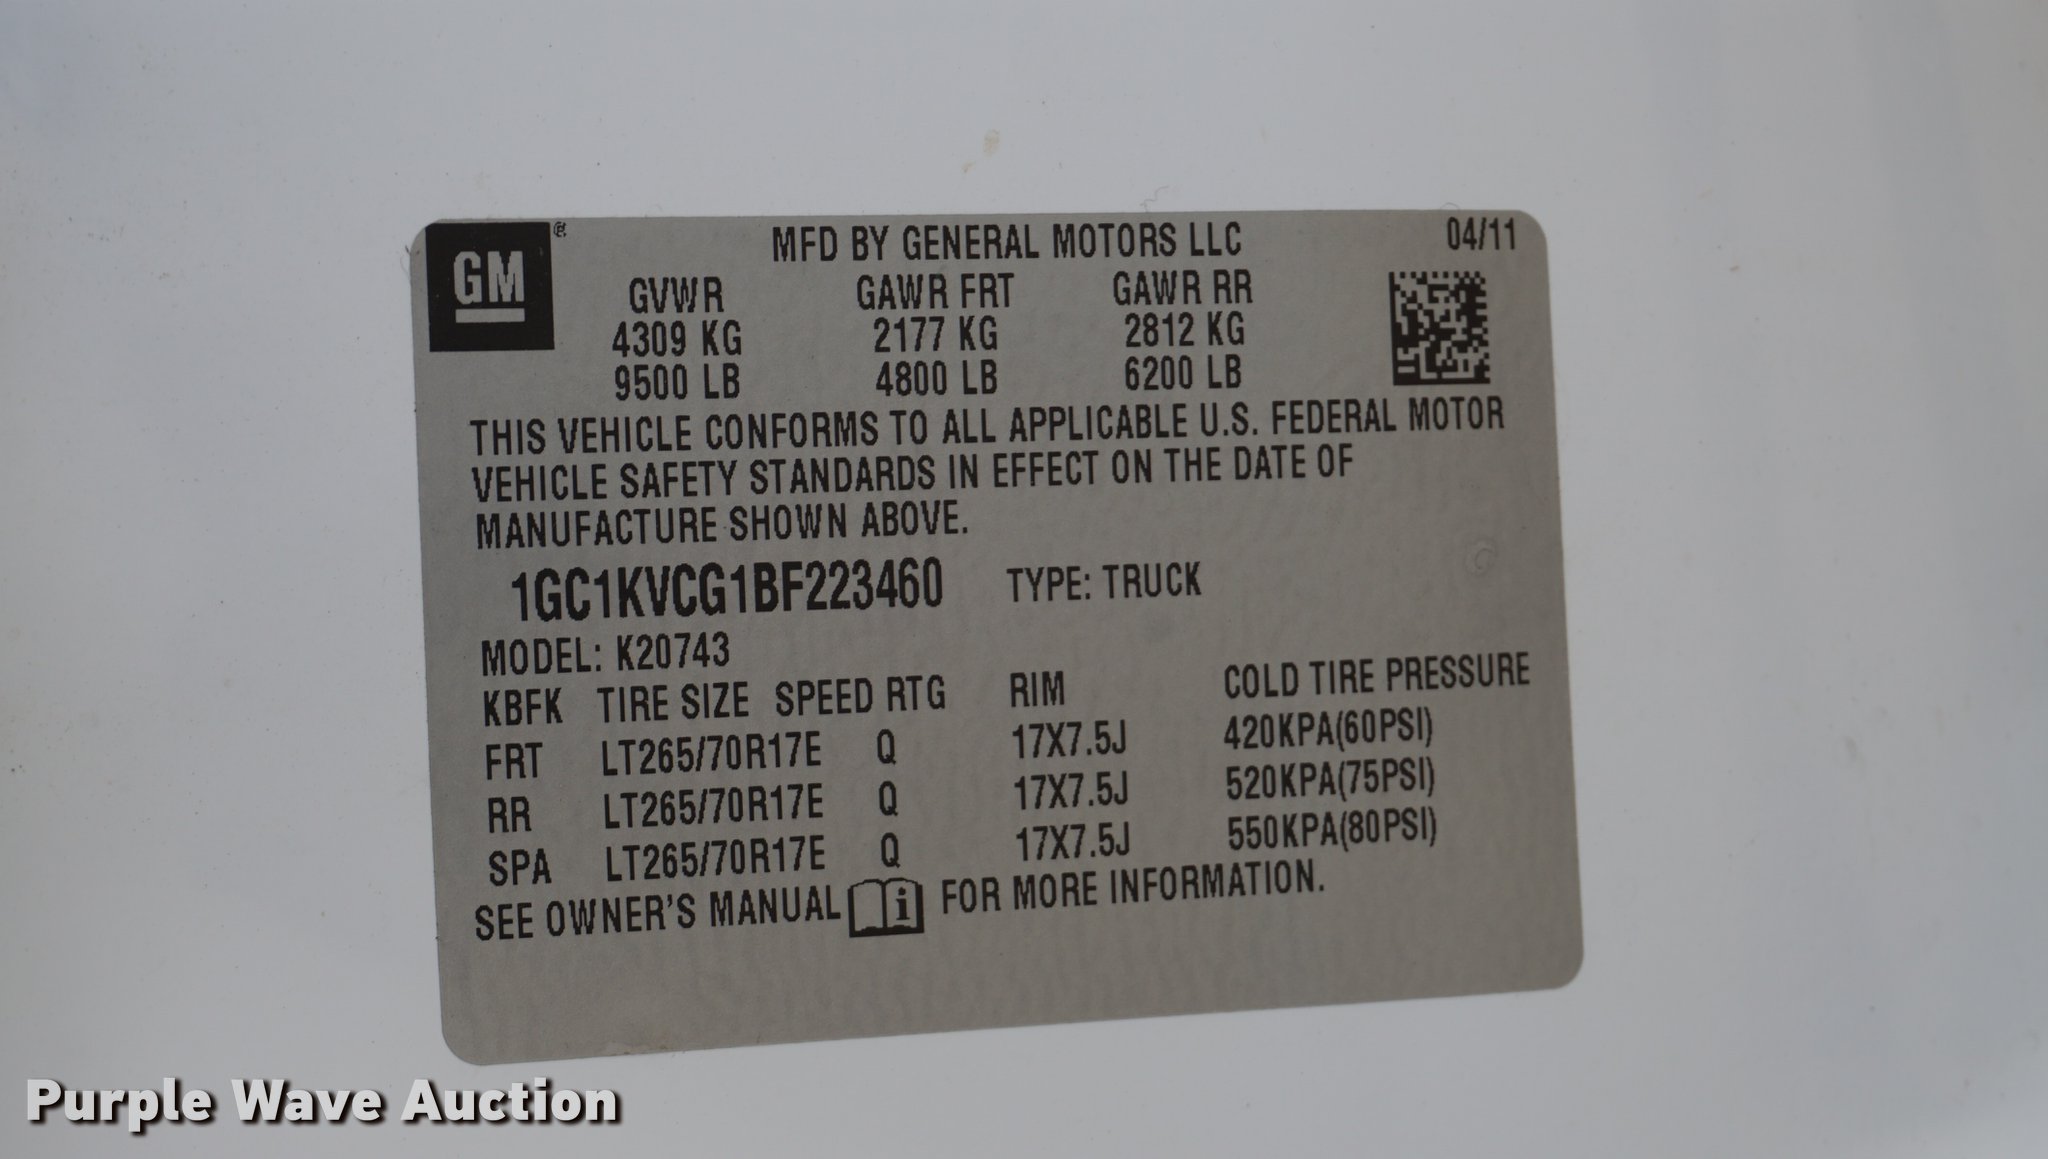 GM®
MFD BY GENERAL MOTORS LLC 04/11
GVWR GAWR FRT GAWR RR
4309 KG 2177 KG 2812 KG
9500 LB 4800 LB 6200 LB
THIS VEHICLE CONFORMS TO ALL APPLICABLE U.S. FEDERAL MOTOR
VEHICLE SAFETY STANDARDS IN EFFECT ON THE DATE OF
MANUFACTURE SHOWN ABOVE.
1GC1KVCG1BF223460 TYPE: TRUCK
MODEL: K20743
KBFK TIRE SIZE SPEED RTG RIM COLD TIRE PRESSURE
FRT LT265/70R17E Q 17X7.5J 420KPA(60PSI)
RR LT265/70R17E Q 17X7.5J 520KPA(75PSI)
SPA LT265/70R17E Q 17X7.5J 550KPA(80PSI)
SEE OWNER'S MANUAL i FOR MORE INFORMATION.
Purple Wave Auction